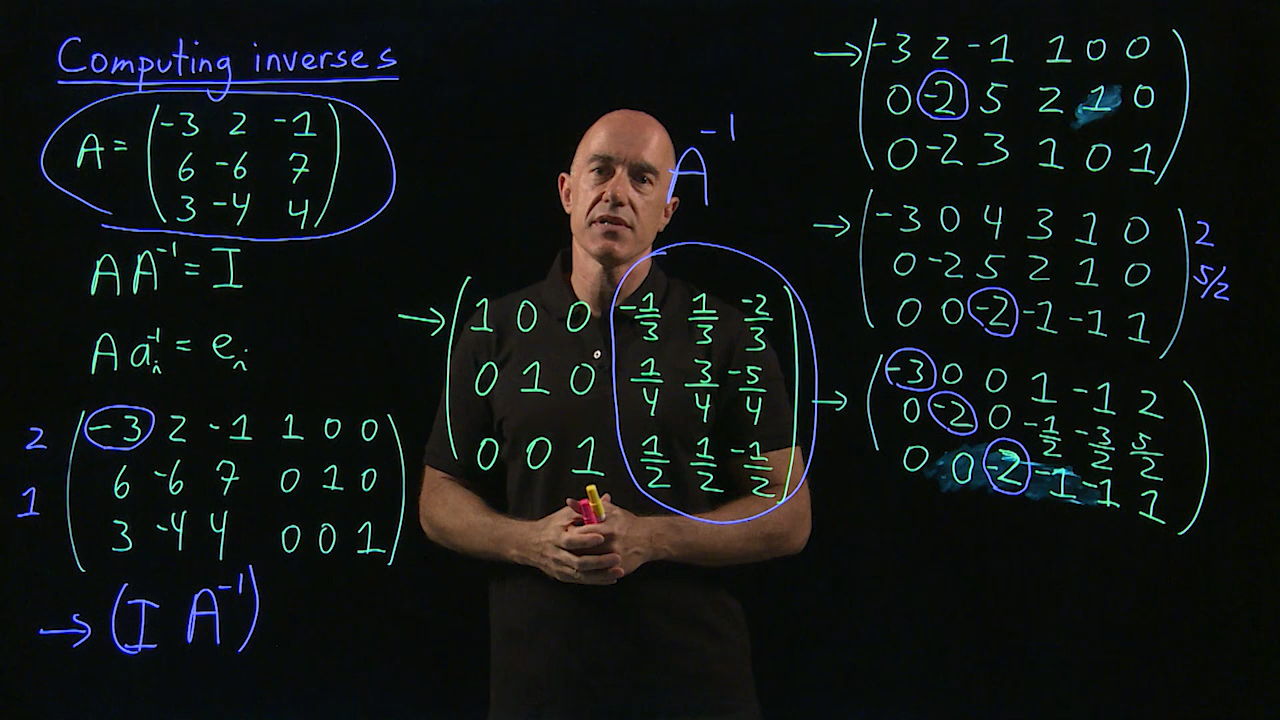 Computing inverses
A = (-3 2 -1
6 -6 7
3 -4 4)
A A⁻¹ = I
A aᵢ⁻¹ = eᵢ
2 (-3 2 -1 1 0 0
1 6 -6 7 0 1 0
3 -4 4 0 0 1)
→ (I A⁻¹)
A⁻¹
→ (1 0 0 -1/3 1/3 -2/3
0 1 0 1/4 3/4 -5/4
0 0 1 1/2 1/2 -1/2)
→ (-3 2 -1 1 0 0
0 -2 5 2 1 0
0 -2 3 1 0 1)
→ (-3 0 4 3 1 0) 2
0 -2 5 2 1 0 5/2
0 0 -2 -1 -1 1)
→ (-3 0 0 1 -1 2
0 -2 0 -1/2 -3/2 5/2
0 0 -2 -1 -1 1)